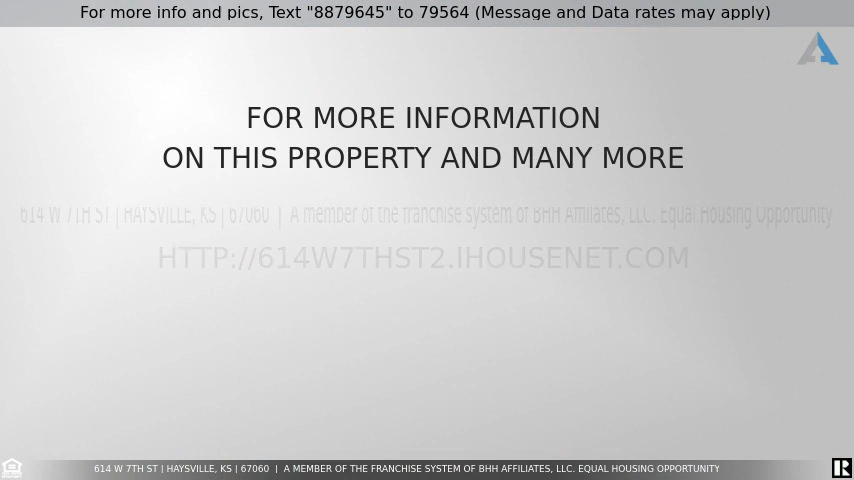 For more info and pics, Text "8879645" to 79564 (Message and Data rates may apply)
FOR MORE INFORMATION
ON THIS PROPERTY AND MANY MORE
614 W 7TH ST | HAYSVILLE, KS | 67060 | A member of the franchise system of BHH Affiliates, LLC. Equal Housing Opportunity
HTTP://614W7THST2.IHOUSENET.COM
614 W 7TH ST | HAYSVILLE, KS | 67060 | A MEMBER OF THE FRANCHISE SYSTEM OF BHH AFFILIATES, LLC. EQUAL HOUSING OPPORTUNITY